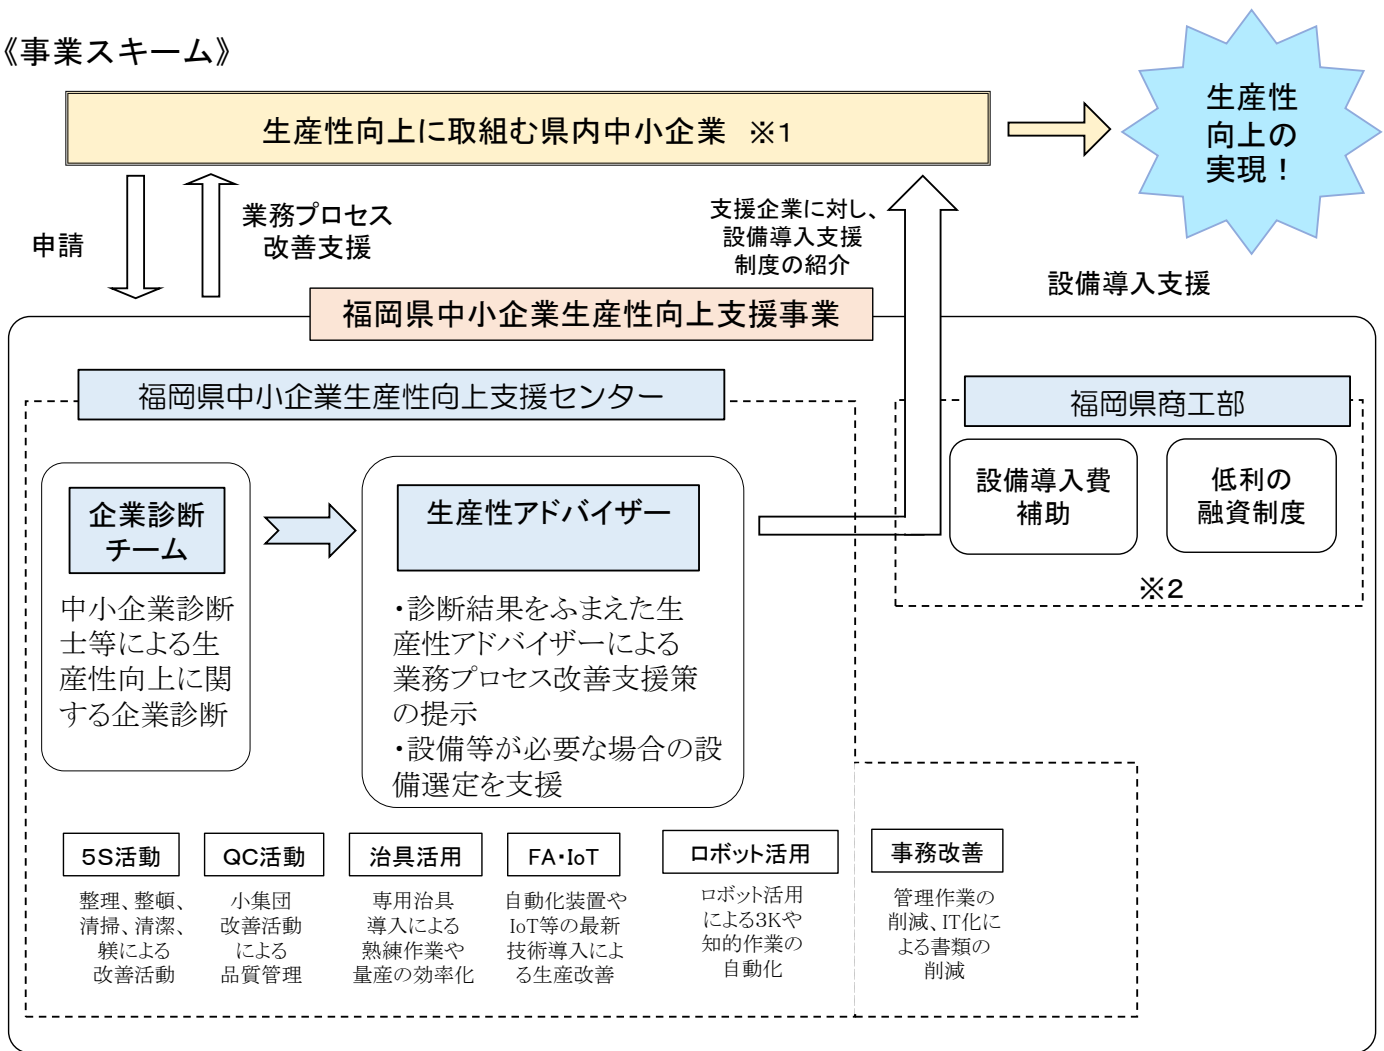 《事業スキーム》
生産性向上に取組む県内中小企業 ※1
生産性
向上の
実現！
申請
業務プロセス
改善支援
支援企業に対し、
設備導入支援
制度の紹介
設備導入支援
福岡県中小企業生産性向上支援事業
福岡県中小企業生産性向上支援センター
福岡県商工部
企業診断
チーム
中小企業診断
士等による生
産性向上に関
する企業診断
生産性アドバイザー
・診断結果をふまえた生
産性アドバイザーによる
業務プロセス改善支援策
の提示
・設備等が必要な場合の設
備選定を支援
設備導入費
補助
低利の
融資制度
※2
5S活動
整理、整頓、
清掃、清潔、
躾による
改善活動
QC活動
小集団
改善活動
による
品質管理
治具活用
専用治具
導入による
熟練作業や
量産の効率化
FA・IoT
自動化装置や
IoT等の最新
技術導入によ
る生産改善
ロボット活用
ロボット活用
による3Kや
知的作業の
自動化
事務改善
管理作業の
削減、IT化に
よる書類の
削減